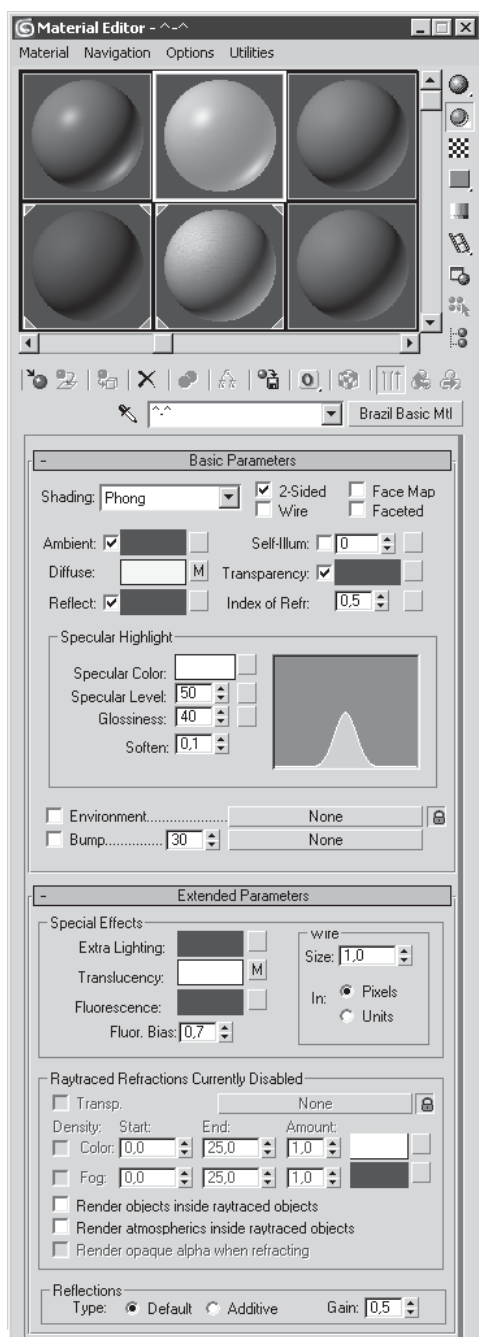 Material Editor - ^-^
Material Navigation Options Utilities
^-^ Brazil Basic Mtl
- Basic Parameters
Shading: Phong 2-Sided Face Map
Wire Faceted
Ambient: Self-Illum: 0
Diffuse: M Transparency:
Reflect: Index of Refr: 0,5
Specular Highlight
Specular Color:
Specular Level: 50
Glossiness: 40
Soften: 0,1
Environment..................... None
Bump.............. 30 None
- Extended Parameters
Special Effects
Extra Lighting:
Translucency: M
Fluorescence:
Fluor. Bias: 0,7
Wire
Size: 1,0
In: Pixels
Units
Raytraced Refractions Currently Disabled
Transp. None
Density: Start: End: Amount:
Color: 0,0 25,0 1,0
Fog: 0,0 25,0 1,0
Render objects inside raytraced objects
Render atmospherics inside raytraced objects
Render opaque alpha when refracting
Reflections
Type: Default Additive Gain: 0,5